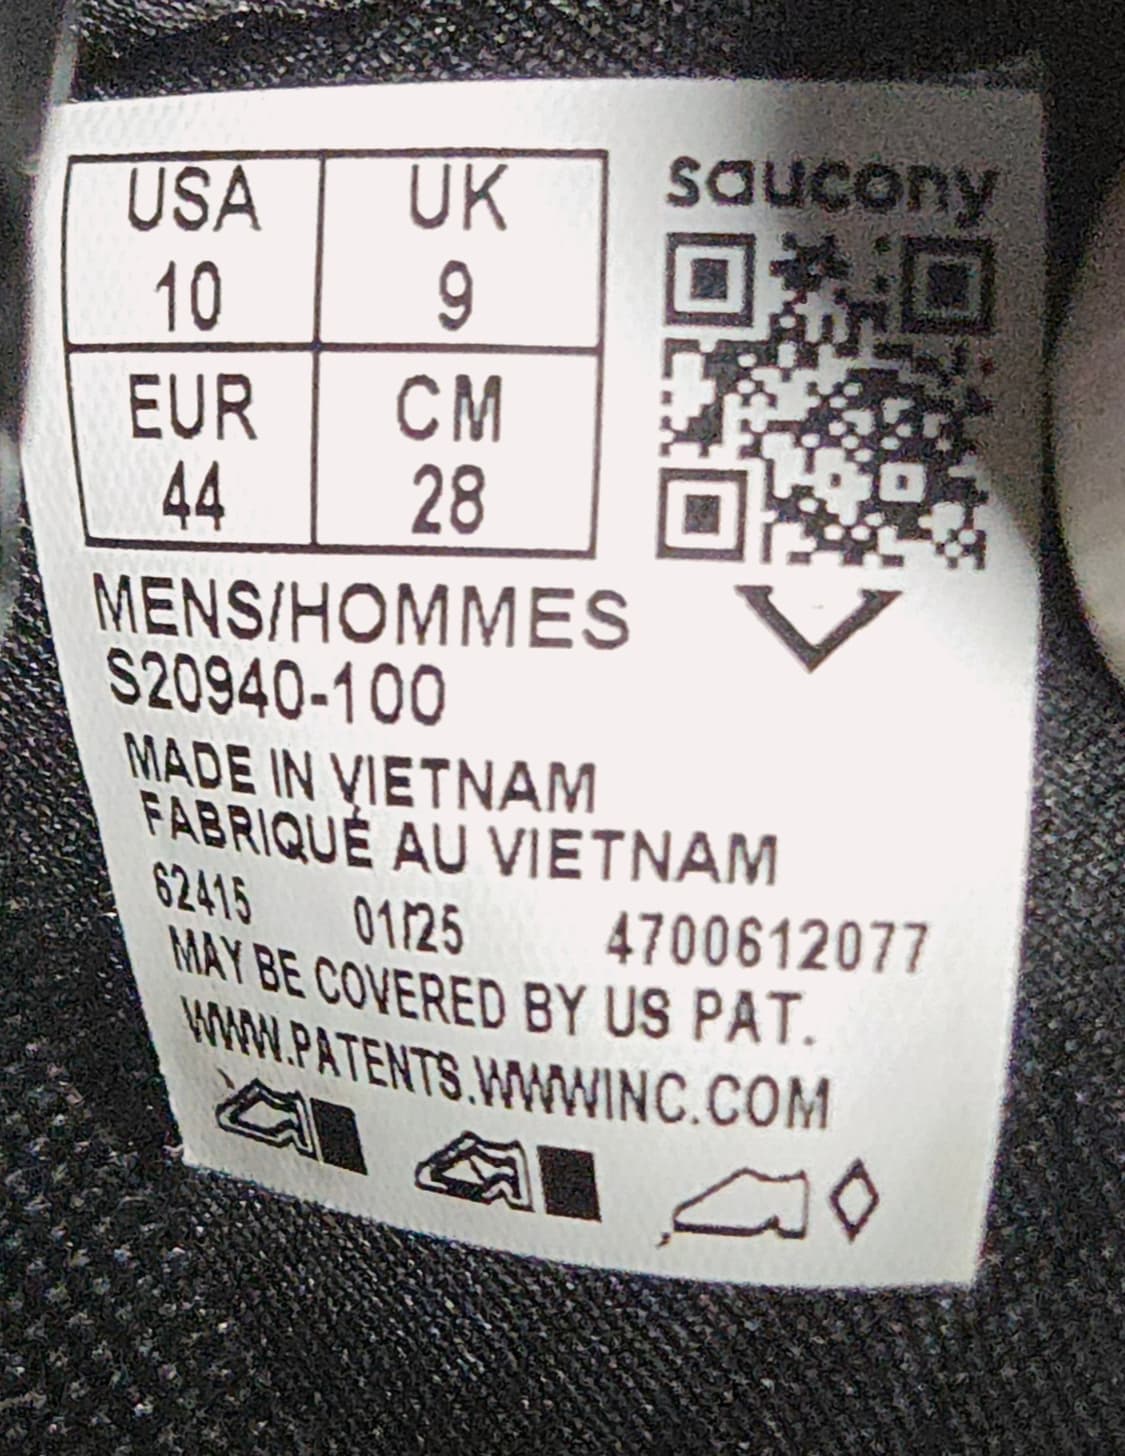 saucony
USA UK
10 9
EUR CM
44 28
MENS/HOMMES
S20940-100
MADE IN VIETNAM
FABRIQUÉ AU VIETNAM
62415 01/25 4700612077
MAY BE COVERED BY US PAT.
WWW.PATENTS.WWWINC.COM